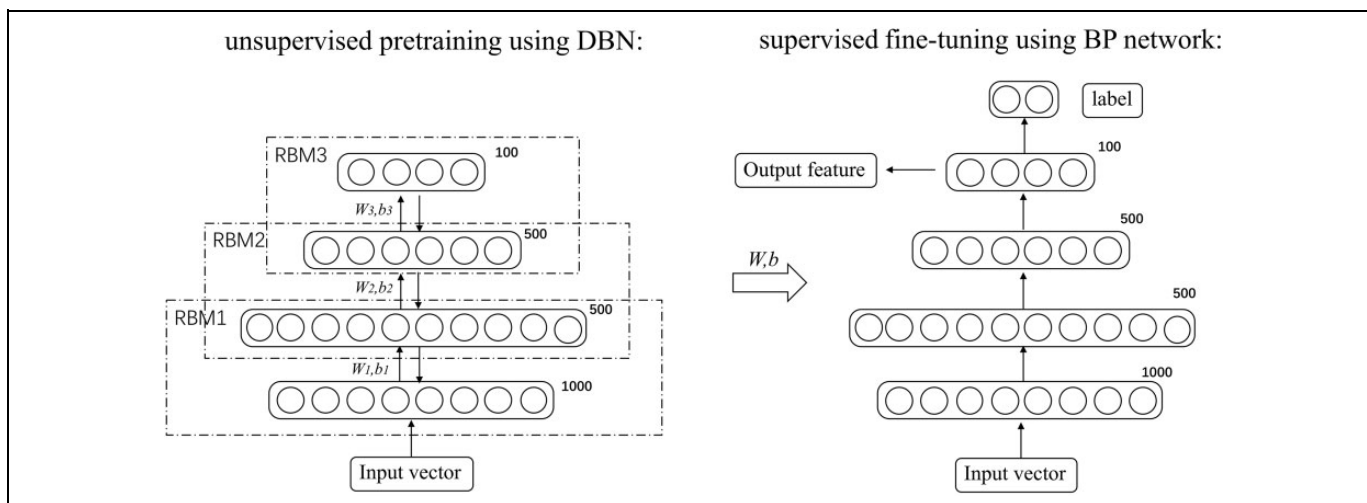 unsupervised pretraining using DBN:
RBM3
100
W3,b3
RBM2
500
W2,b2
RBM1
500
W1,b1
1000
Input vector
W,b
supervised fine-tuning using BP network:
label
100
Output feature
500
500
1000
Input vector